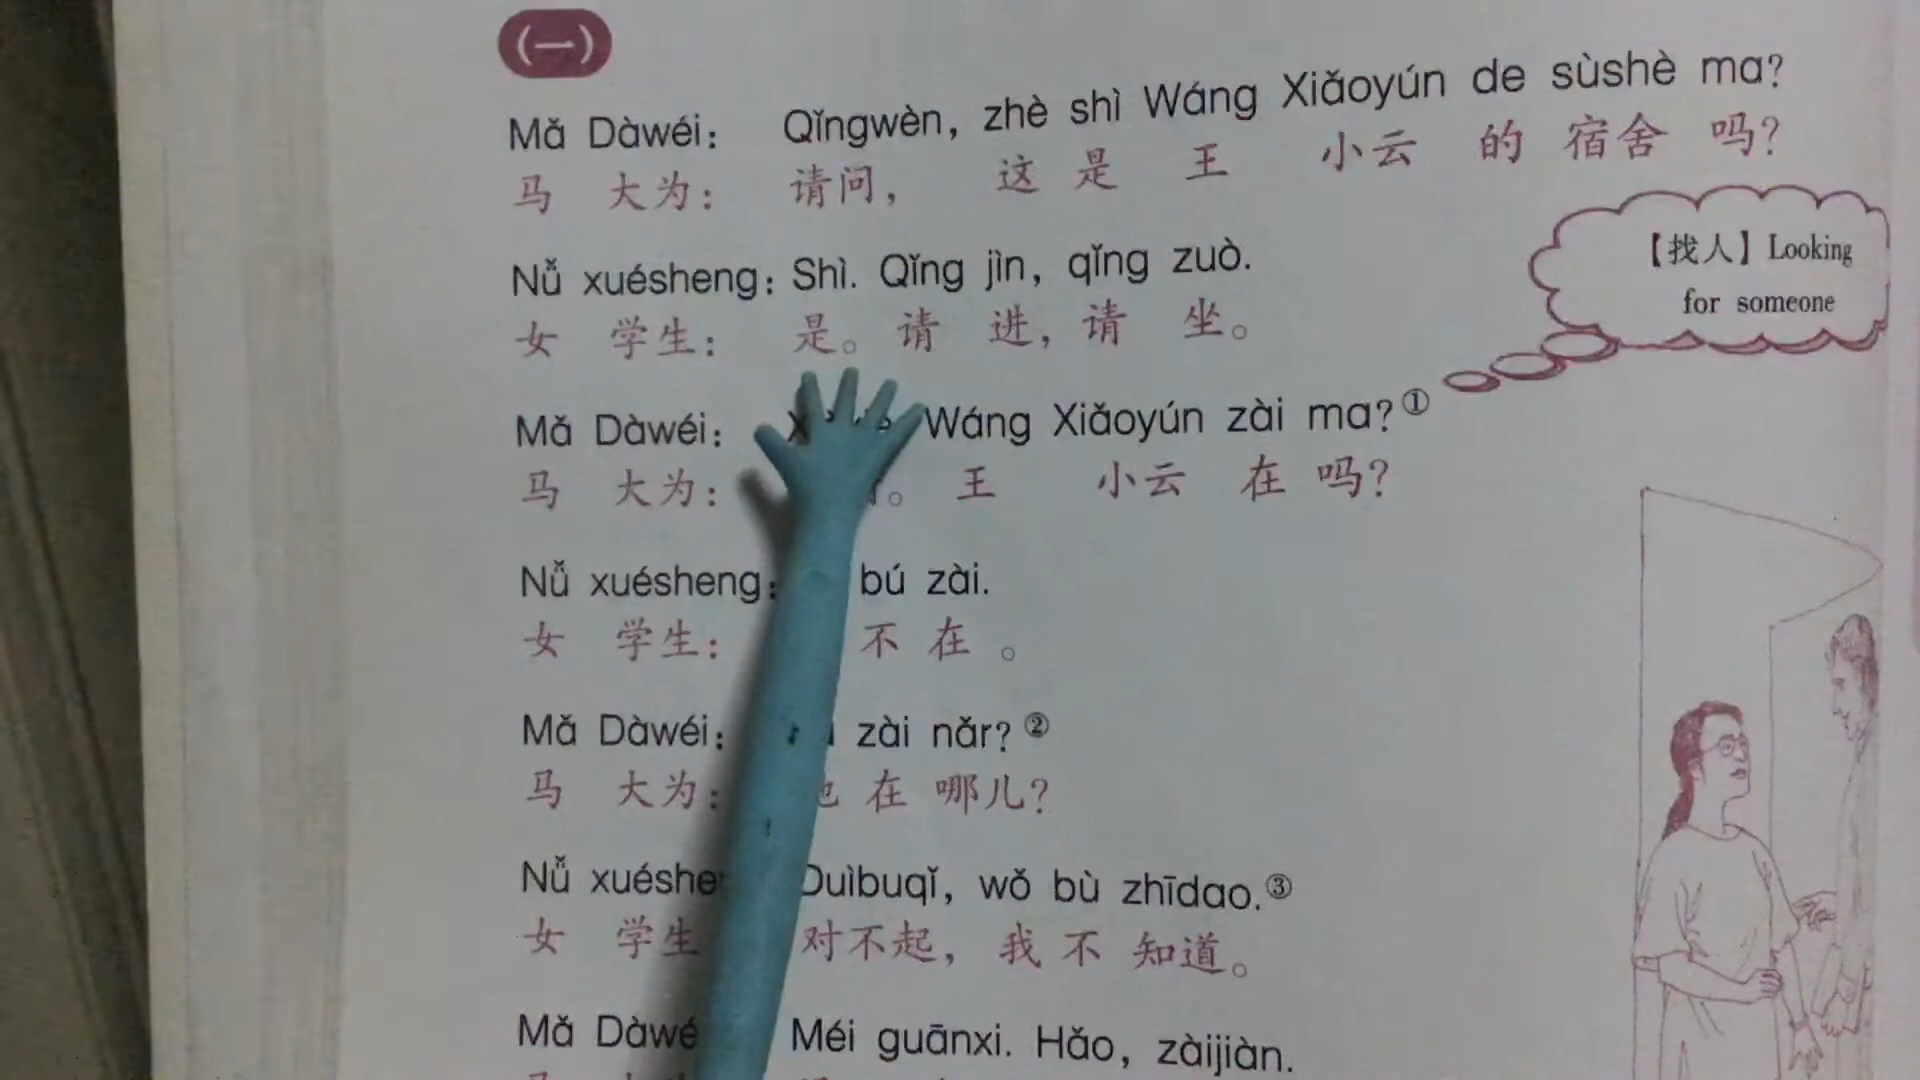 (一)
Mǎ Dàwéi: Qǐngwèn, zhè shì Wáng Xiǎoyún de sùshè ma?
马 大为: 请问, 这 是 王 小云 的 宿舍 吗?
Nǚ xuésheng: Shì. Qǐng jìn, qǐng zuò.
女 学生: 是。 请 进, 请 坐。
【找人】Looking
for someone
Mǎ Dàwéi: Wáng Xiǎoyún zài ma?①
马 大为: 。 王 小云 在 吗?
Nǚ xuésheng: bú zài.
女 学生: 不 在 。
Mǎ Dàwéi: zài nǎr?②
马 大为: 在 哪儿?
Nǚ Duìbuqǐ, wǒ bù zhīdao.③
女 学生 对不起, 我 不 知道。
Mǎ Méi guānxi. Hǎo, zàijiàn.